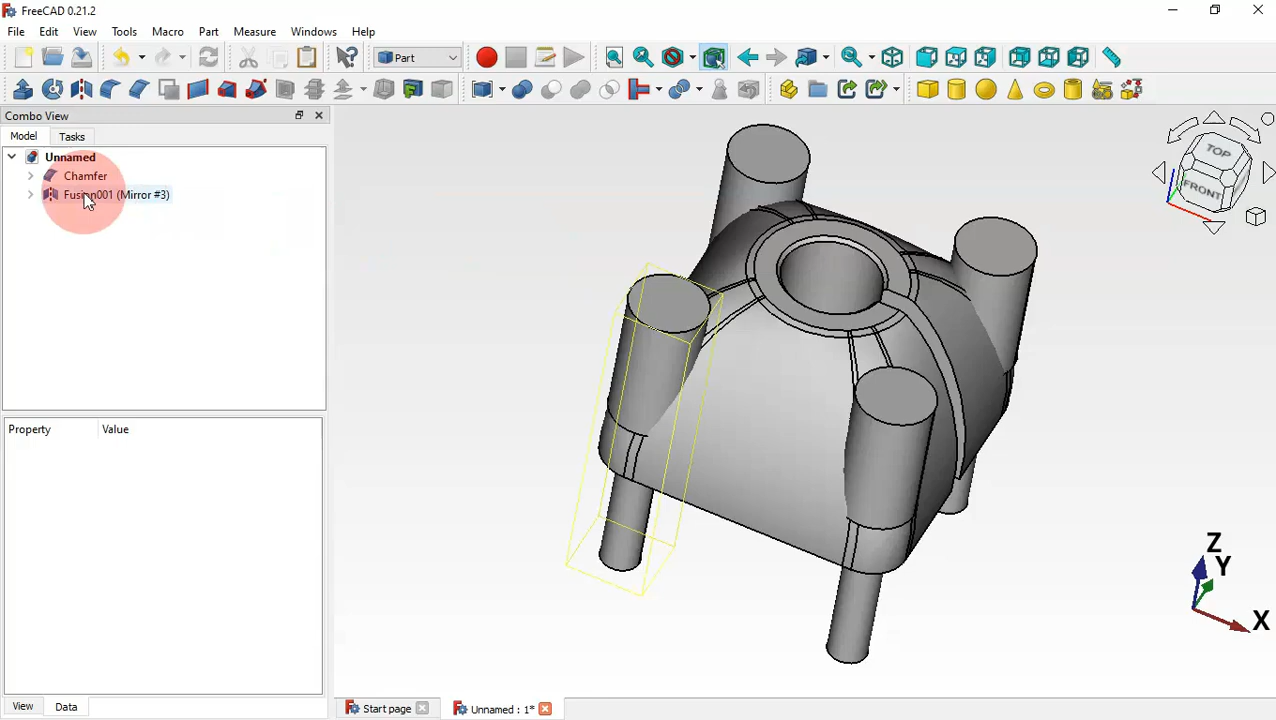 FreeCAD 0.21.2
File Edit View Tools Macro Part Measure Windows Help
Part
Combo View
Model Tasks
Unnamed
Chamfer
Fusion001 (Mirror #3)
Property Value
View Data
Start page Unnamed : 1*
TOP
FRONT
Z
Y
X